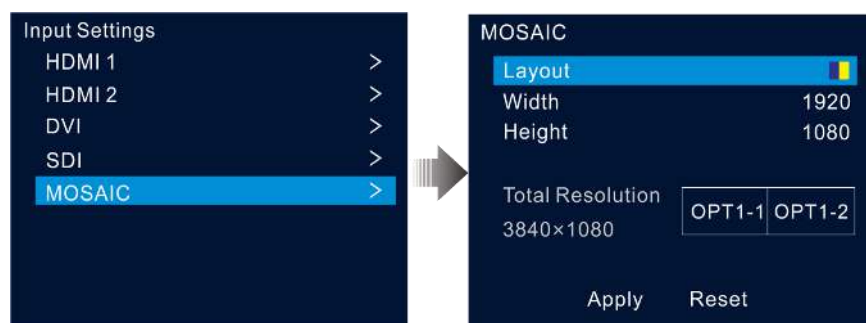 Input Settings
HDMI 1 >
HDMI 2 >
DVI >
SDI >
MOSAIC >
MOSAIC
Layout
Width 1920
Height 1080
Total Resolution
3840×1080
OPT1-1 OPT1-2
Apply Reset